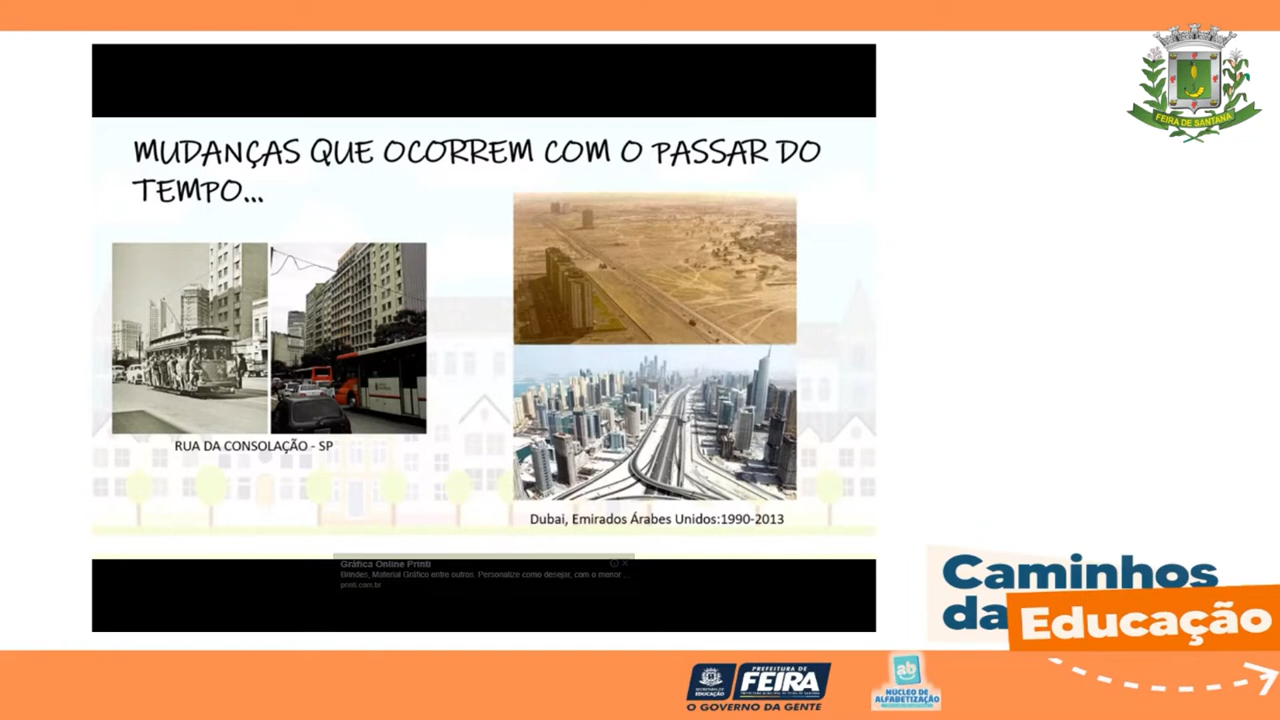 FEIRA DE SANTANA
MUDANÇAS QUE OCORREM COM O PASSAR DO
TEMPO...
RUA DA CONSOLAÇÃO - SP
Dubai, Emirados Árabes Unidos:1990-2013
Gráfica Online Printi
Brindes, Material Gráfico entre outros. Personalize como desejar, com o menor ...
printi.com.br
Caminhos
da Educação
SECRETARIA DE
EDUCAÇÃO
PREFEITURA DE
FEIRA
O GOVERNO DA GENTE
ab
NÚCLEO DE
ALFABETIZAÇÃO